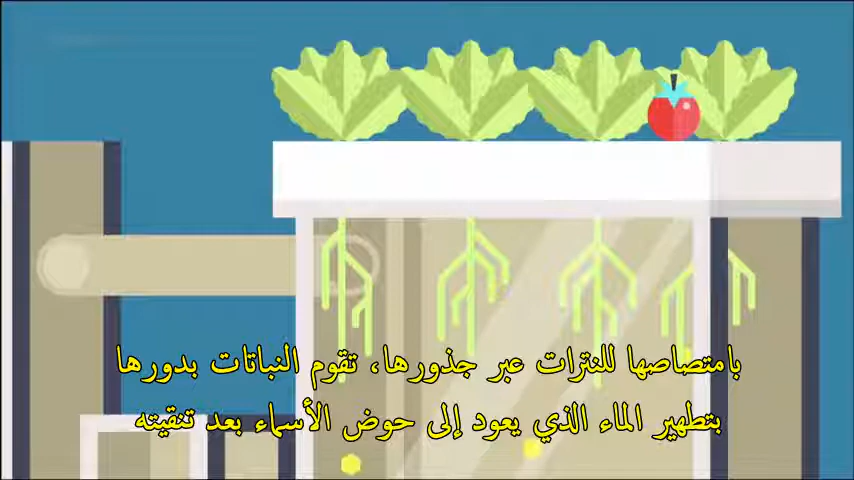 بامتصاصها للنترات عبر جذورها، تقوم النباتات بدورها
بتطهير الماء الذي يعود إلى حوض الأسماء بعد تنقيته